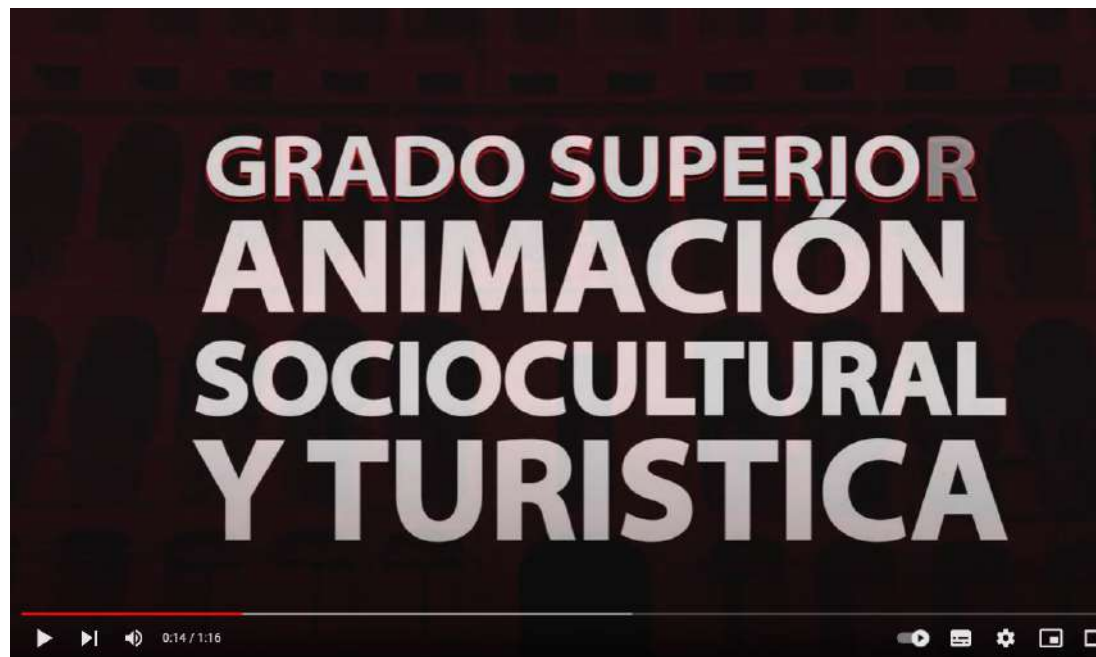 GRADO SUPERIOR
ANIMACIÓN
SOCIOCULTURAL
Y TURISTICA
0:14 / 1:16